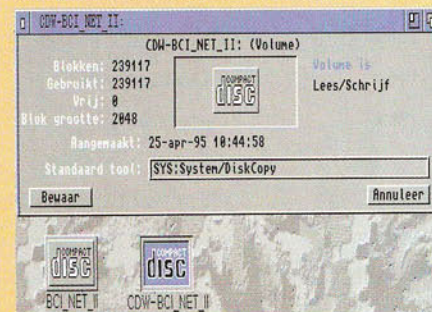 CDW-BCI_NET_II:
CDW-BCI_NET_II: (Volume)
Blokken: 239117
Gebruikt: 239117
Vrij: 0
Blok grootte: 2048
COMPACT
disc
Volume is
Lees/Schrijf
Aangemaakt: 25-apr-95 10:44:58
Standaard tool: SYS:System/DiskCopy
Bewaar
Annuleer
COMPACT
disc
BCI_NET_II
COMPACT
disc
CDW-BCI_NET_II